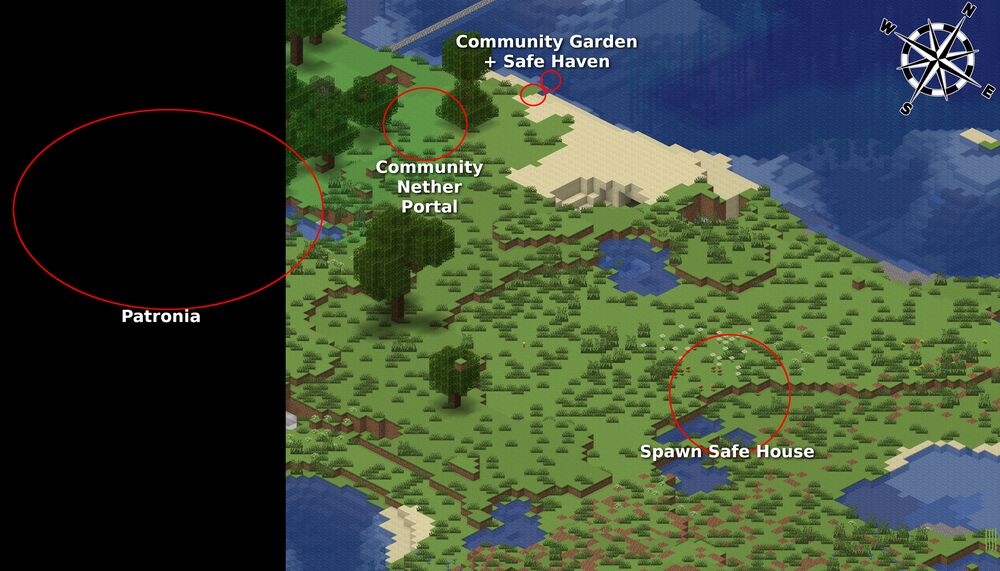 Community Garden
+ Safe Haven
N
W
E
S
Community
Nether
Portal
Patronia
Spawn Safe House